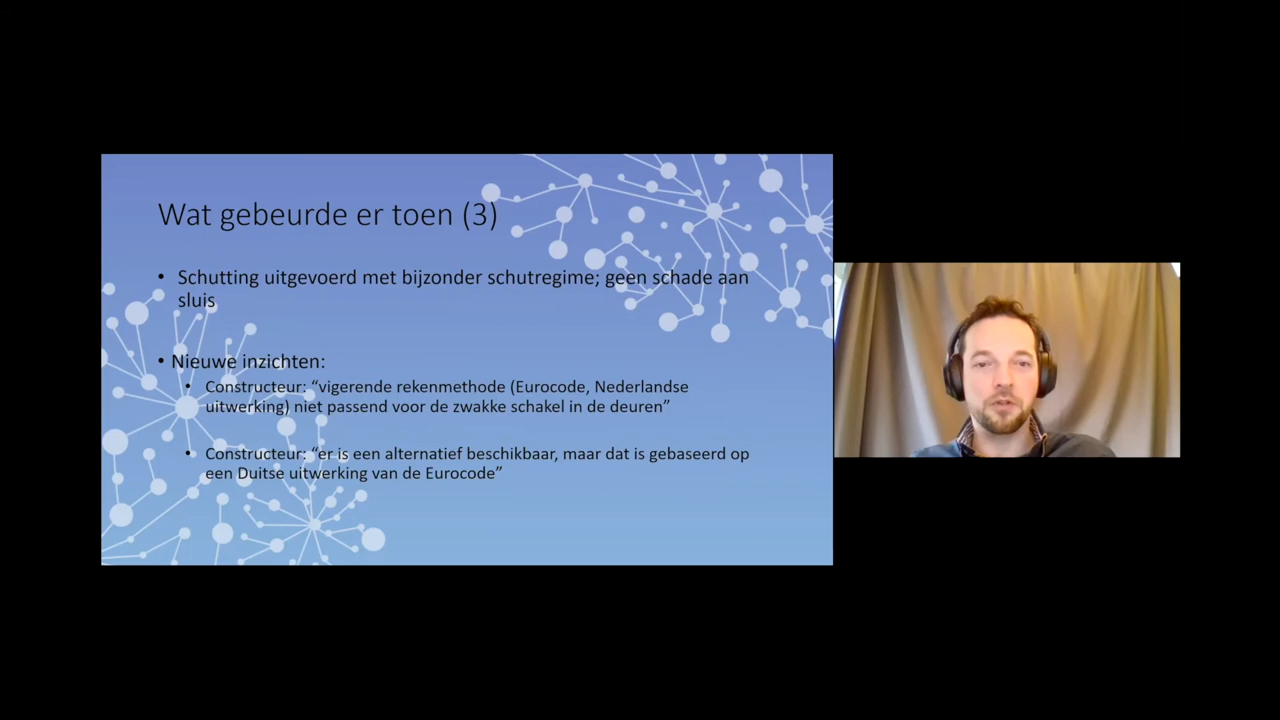 Wat gebeurde er toen (3)
• Schutting uitgevoerd met bijzonder schutregime; geen schade aan
sluis
• Nieuwe inzichten:
• Constructeur: “vigerende rekenmethode (Eurocode, Nederlandse
uitwerking) niet passend voor de zwakke schakel in de deuren”
• Constructeur: “er is een alternatief beschikbaar, maar dat is gebaseerd op
een Duitse uitwerking van de Eurocode”